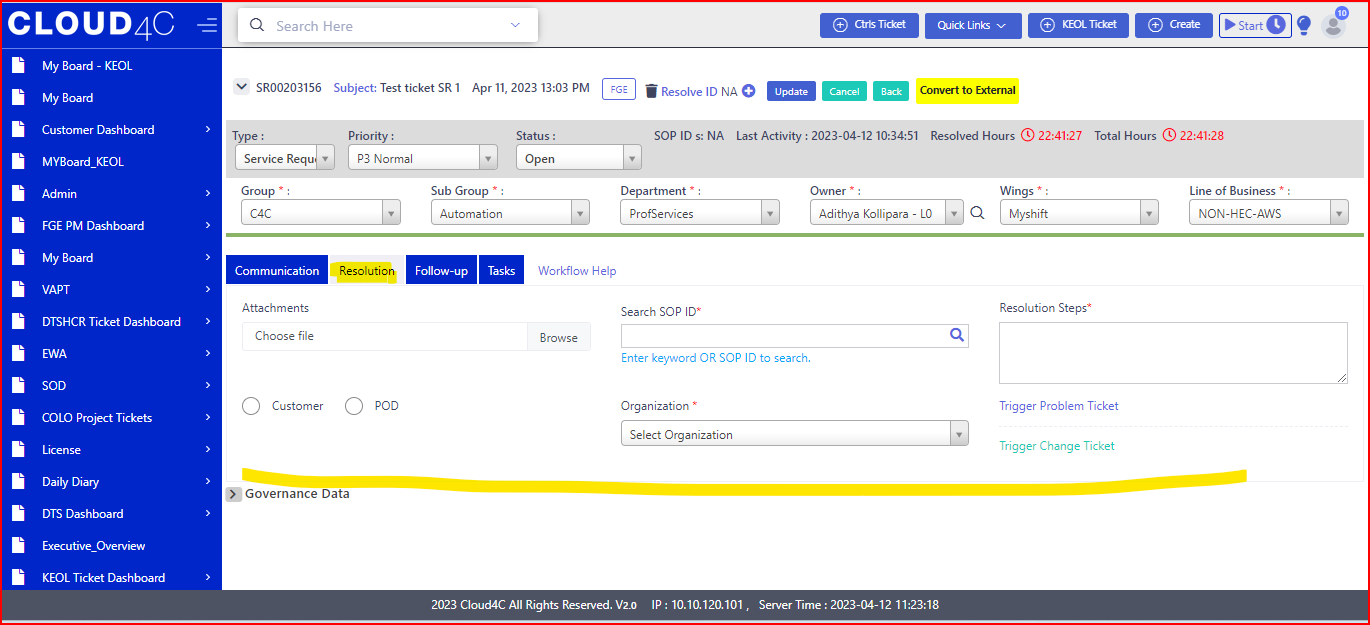 CLOUD4C
Search Here
Ctrls Ticket
Quick Links
KEOL Ticket
Create
Start
10
My Board - KEOL
My Board
Customer Dashboard
MYBoard_KEOL
Admin
FGE PM Dashboard
My Board
VAPT
DTSHCR Ticket Dashboard
EWA
SOD
COLO Project Tickets
License
Daily Diary
DTS Dashboard
Executive_Overview
KEOL Ticket Dashboard
SR00203156 Subject: Test ticket SR 1 Apr 11, 2023 13:03 PM FGE Resolve ID NA Update Cancel Back Convert to External
Type : Priority : Status : SOP ID s: NA Last Activity : 2023-04-12 10:34:51 Resolved Hours 22:41:27 Total Hours 22:41:28
Service Requ P3 Normal Open
Group * : Sub Group * : Department * : Owner * : Wings * : Line of Business * :
C4C Automation ProfServices Adithya Kollipara - L0 Myshift NON-HEC-AWS
Communication Resolution Follow-up Tasks Workflow Help
Attachments Search SOP ID* Resolution Steps*
Choose file Browse
Enter keyword OR SOP ID to search.
Customer POD Organization * Trigger Problem Ticket
Select Organization
Trigger Change Ticket
Governance Data
2023 Cloud4C All Rights Reserved. V2.0 IP : 10.10.120.101 , Server Time : 2023-04-12 11:23:18